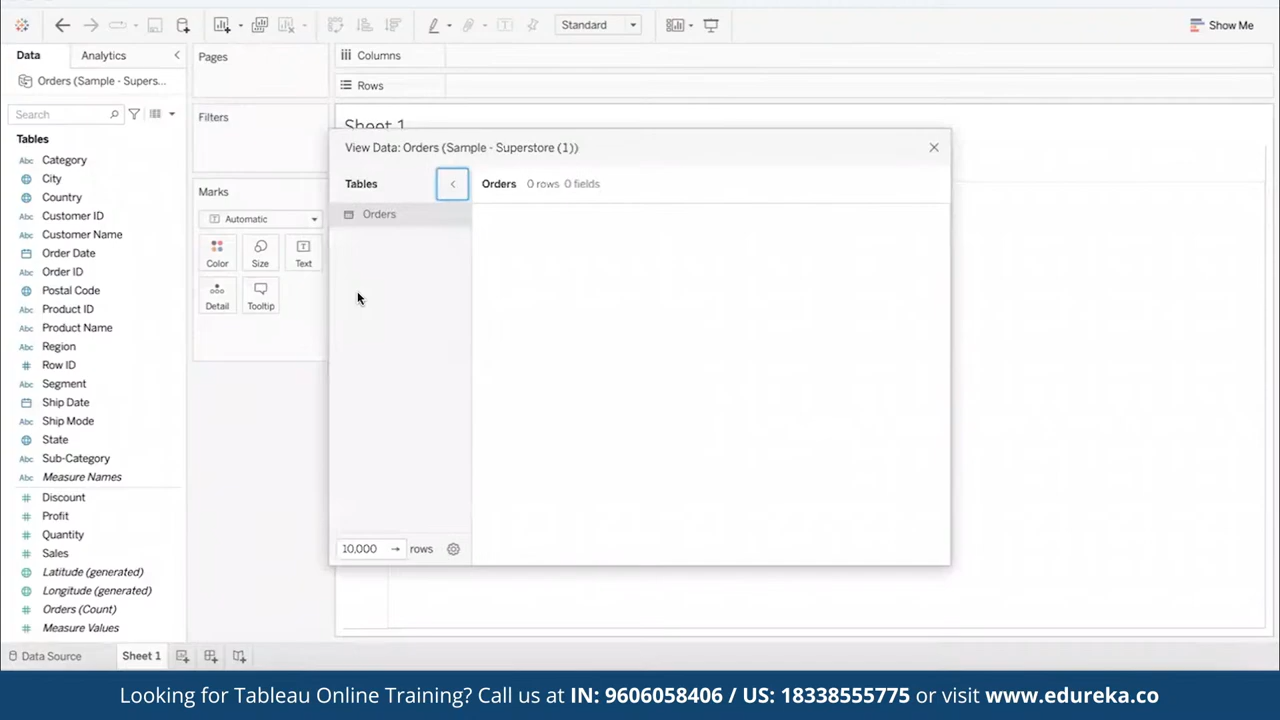 Standard
Show Me
Data
Analytics
Pages
Columns
Orders (Sample - Supers...
Rows
Search
Filters
Sheet 1
Tables
Category
City
Country
Customer ID
Customer Name
Order Date
Order ID
Postal Code
Product ID
Product Name
Region
Row ID
Segment
Ship Date
Ship Mode
State
Sub-Category
Measure Names
Discount
Profit
Quantity
Sales
Latitude (generated)
Longitude (generated)
Orders (Count)
Measure Values
Marks
Automatic
Color
Size
Text
Detail
Tooltip
View Data: Orders (Sample - Superstore (1))
Tables
Orders 0 rows 0 fields
Orders
10,000 → rows
Data Source
Sheet 1
Looking for Tableau Online Training? Call us at IN: 9606058406 / US: 18338555775 or visit www.edureka.co